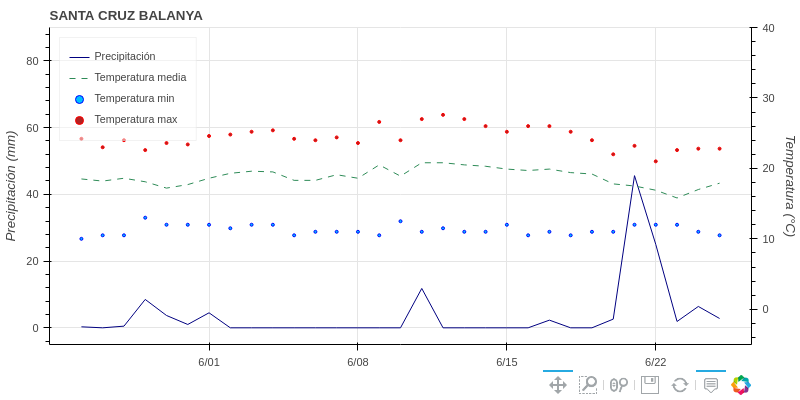 SANTA CRUZ BALANYA
Precipitación
Temperatura media
Temperatura min
Temperatura max
Precipitación (mm)
80
60
40
20
0
40
30
20
10
0
Temperatura (°C)
6/01
6/08
6/15
6/22